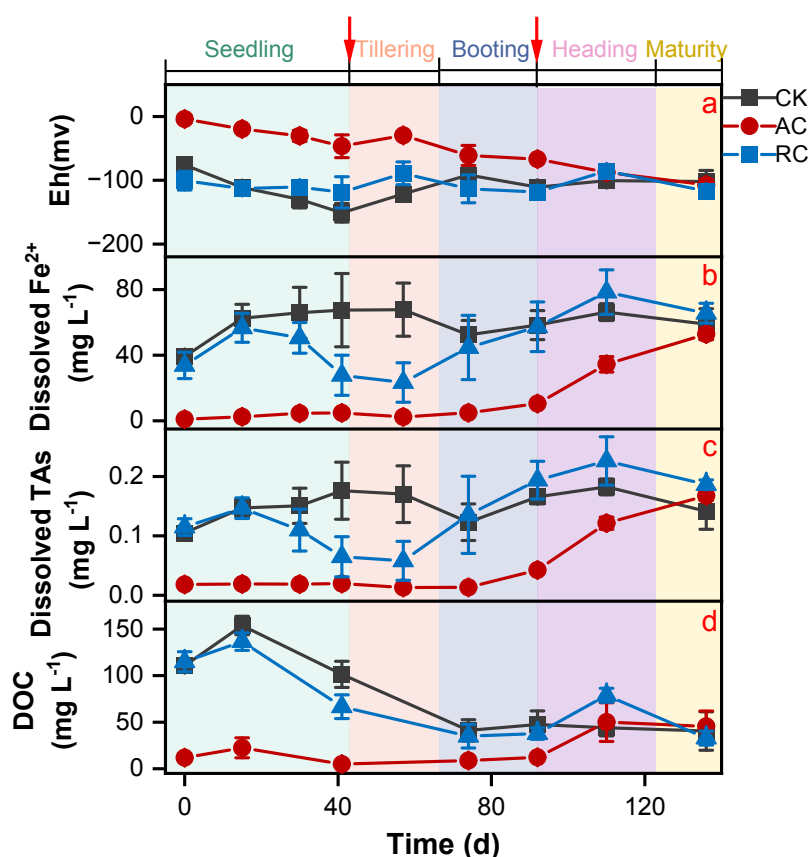 Seedling Tillering Booting Heading Maturity
a
CK
AC
RC
Eh(mv)
0
−100
−200
b
Dissolved Fe²⁺
(mg L⁻¹)
80
40
0
c
Dissolved TAs
(mg L⁻¹)
0.2
0.1
0.0
d
DOC
(mg L⁻¹)
150
100
50
0
0 40 80 120
Time (d)